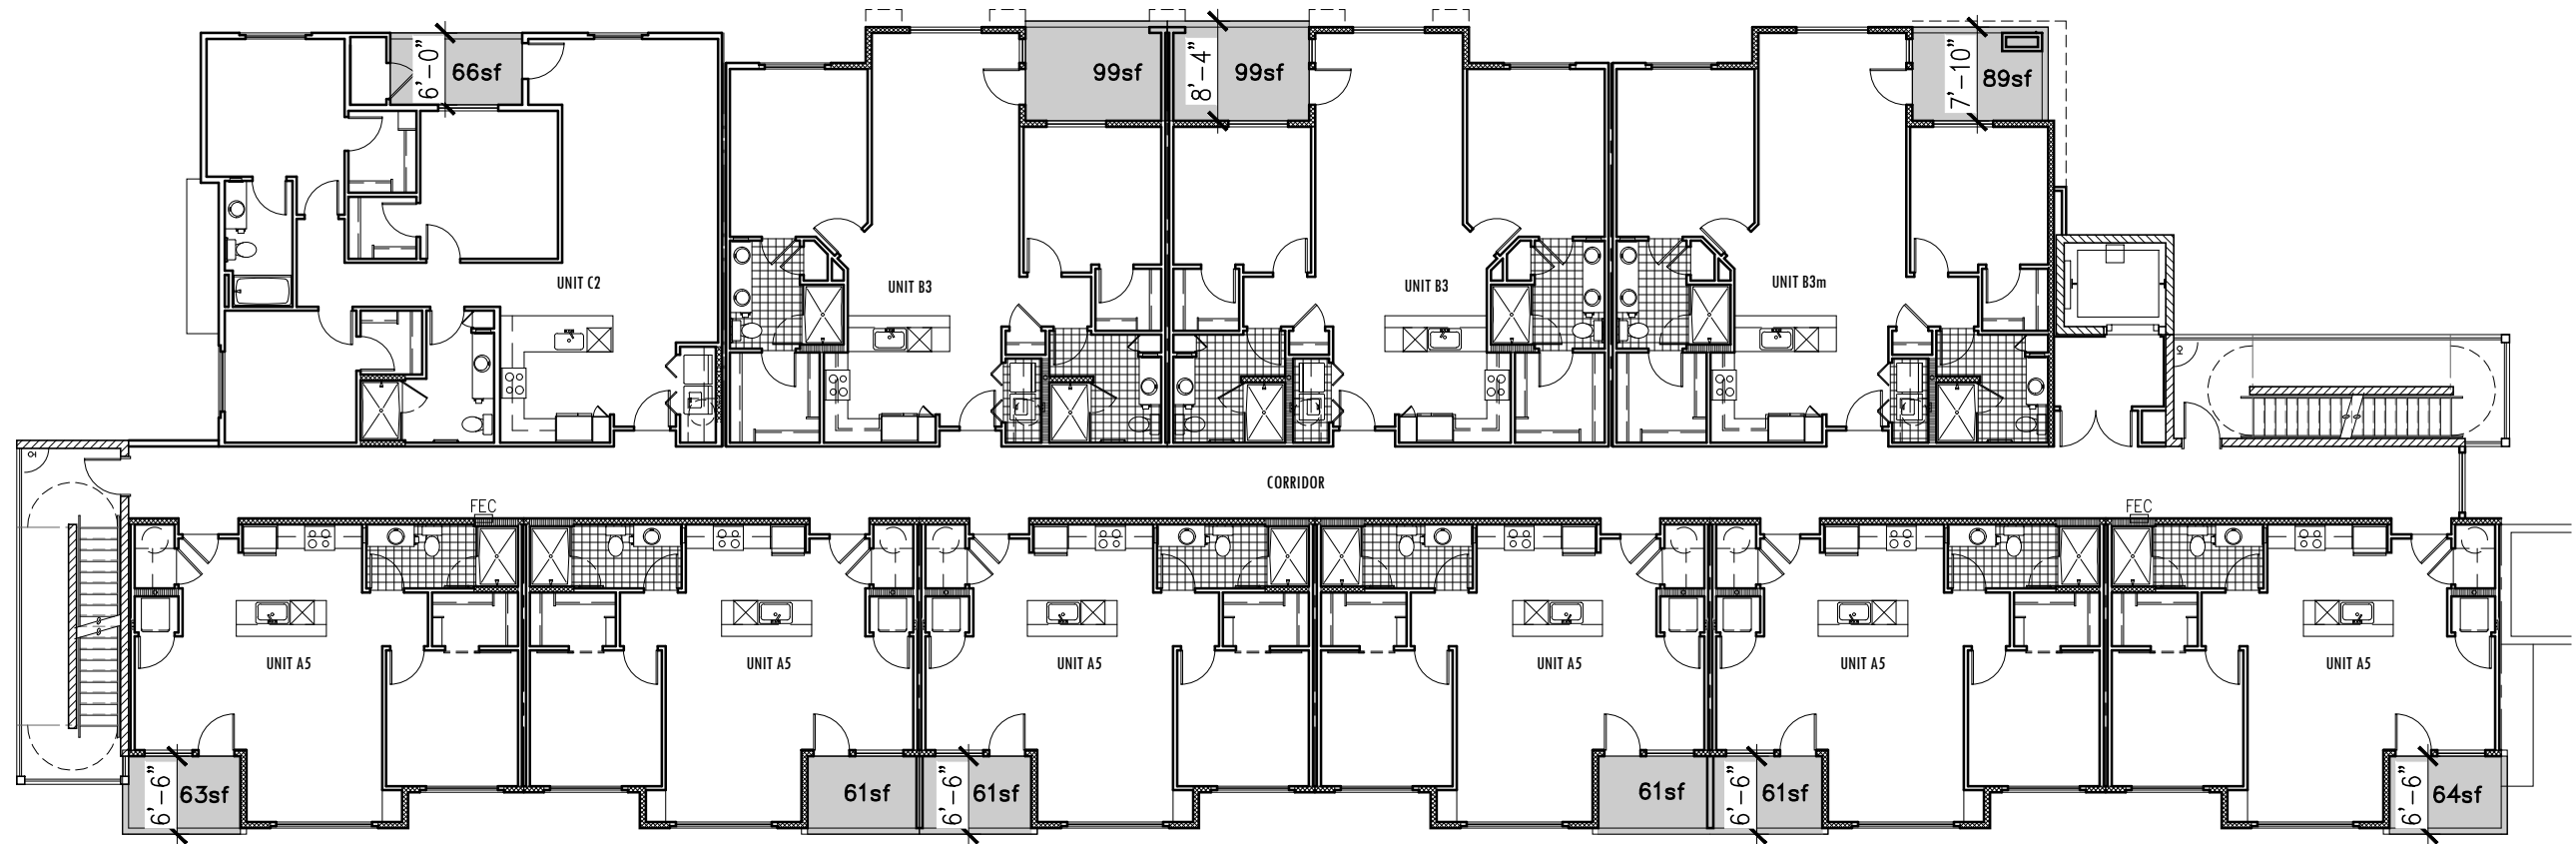 6'-0"
66sf
99sf
8'-4"
99sf
7'-10"
89sf
UNIT C2
UNIT B3
UNIT B3
UNIT B3m
CORRIDOR
FEC
FEC
UNIT A5
UNIT A5
UNIT A5
UNIT A5
UNIT A5
UNIT A5
6'-6"
63sf
61sf
6'-6"
61sf
61sf
6'-6"
61sf
6'-6"
64sf